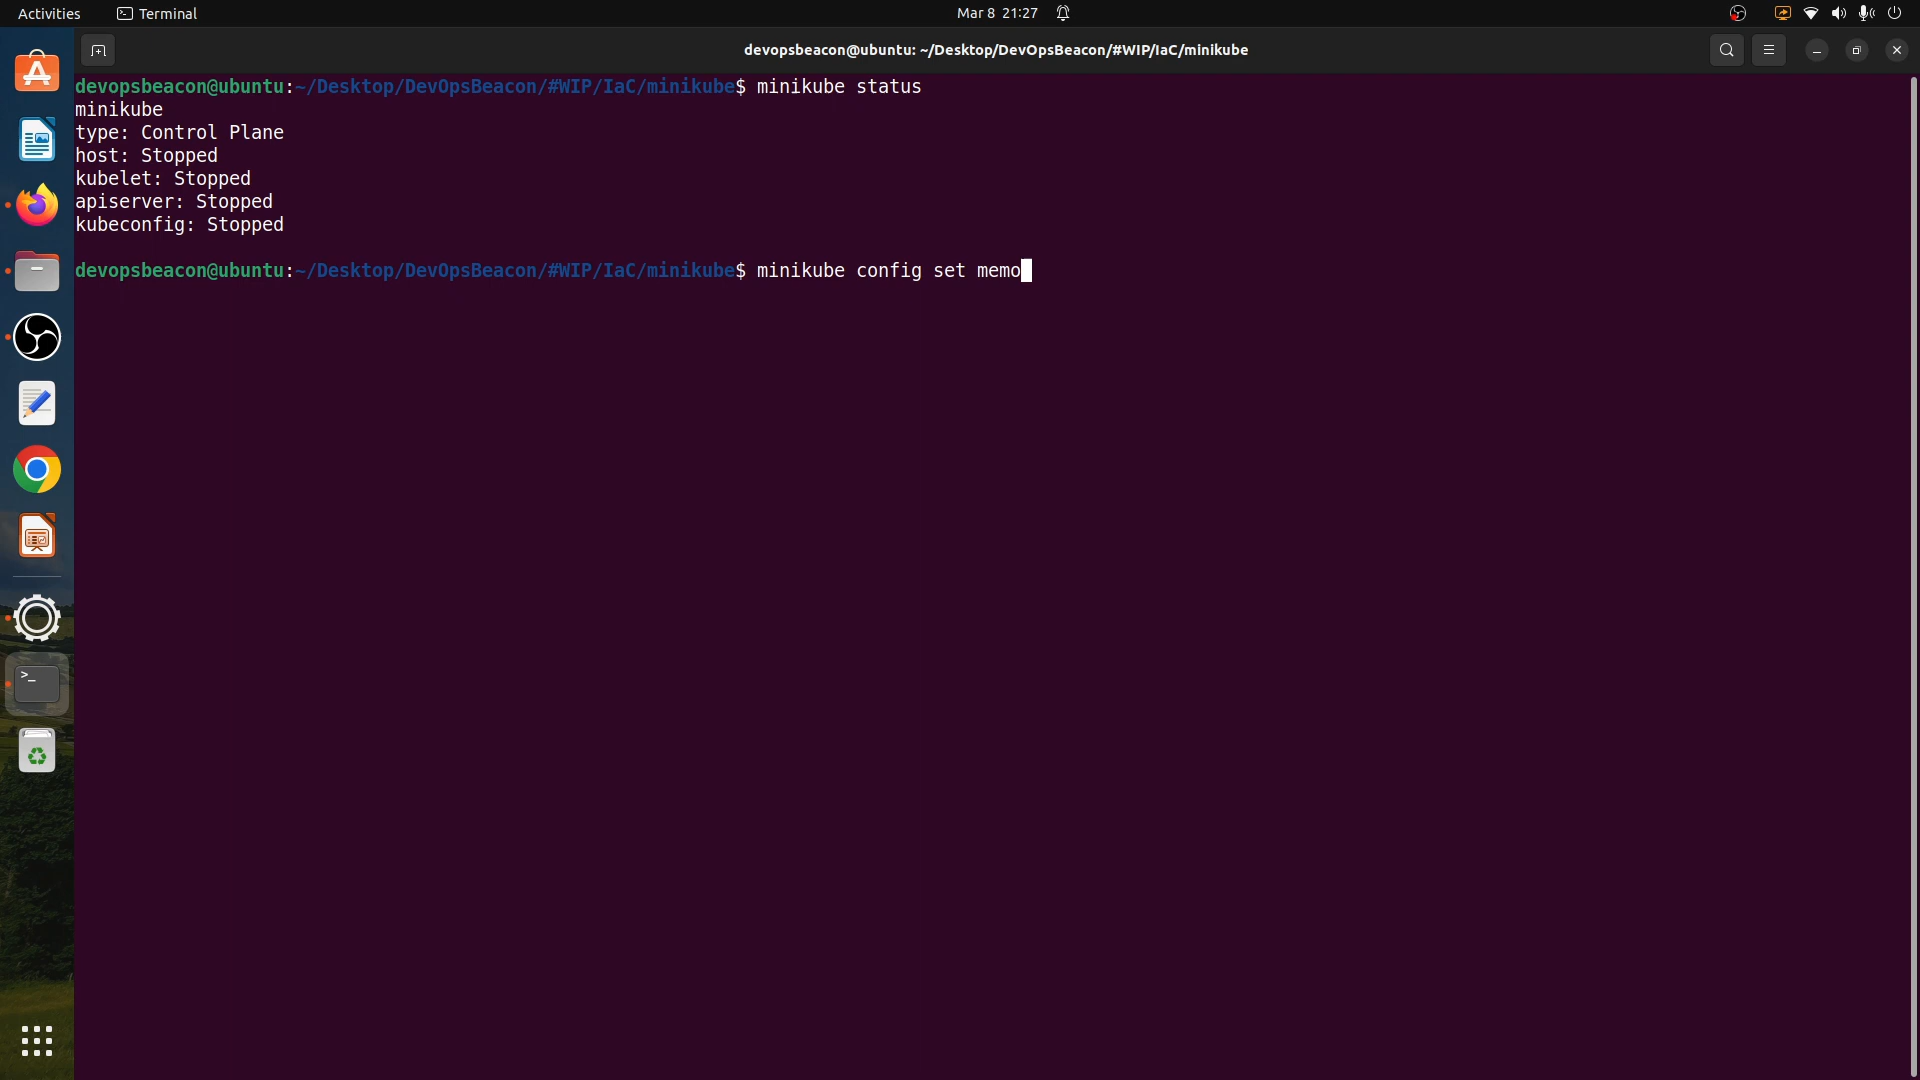 Activities Terminal Mar 8 21:27
devopsbeacon@ubuntu: ~/Desktop/DevOpsBeacon/#WIP/IaC/minikube
devopsbeacon@ubuntu:~/Desktop/DevOpsBeacon/#WIP/IaC/minikube$ minikube status
minikube
type: Control Plane
host: Stopped
kubelet: Stopped
apiserver: Stopped
kubeconfig: Stopped
devopsbeacon@ubuntu:~/Desktop/DevOpsBeacon/#WIP/IaC/minikube$ minikube config set memo